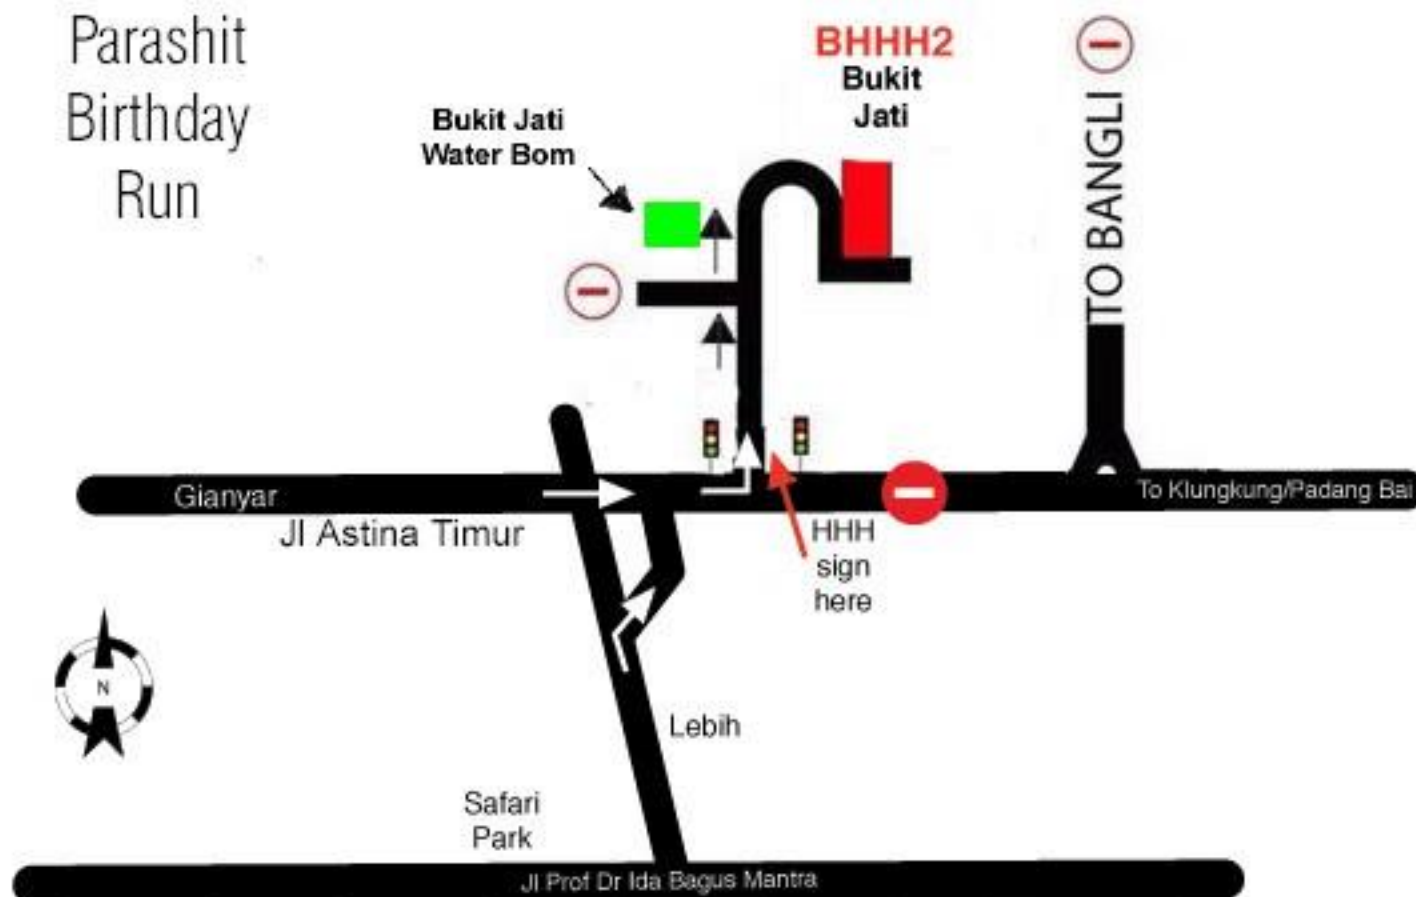 Parashit
Birthday
Run
BHHH2
Bukit
Jati
Bukit Jati
Water Bom
TO BANGLI
Gianyar
To Klungkung/Padang Bai
Jl Astina Timur
HHH
sign
here
N
Lebih
Safari
Park
Jl Prof Dr Ida Bagus Mantra